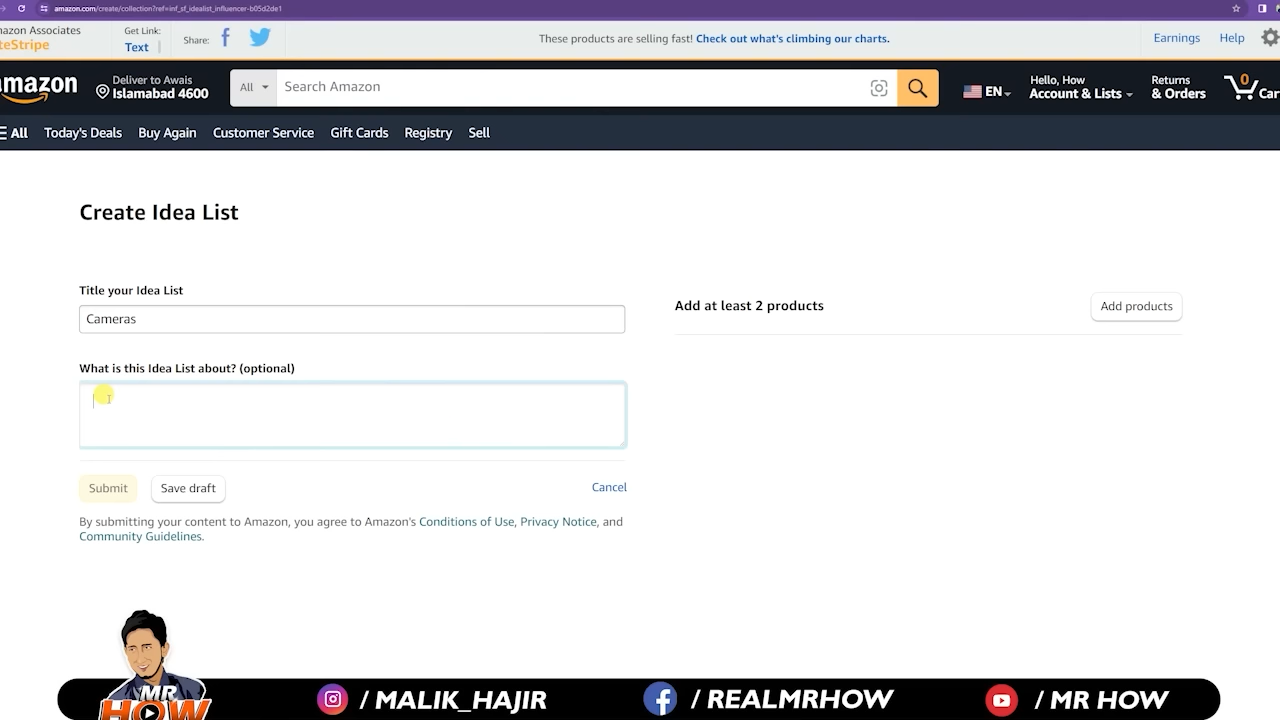 amazon.com/create/collection?ref=inf_sf_idealist_influencer-b05d2de1
mazon Associates
teStripe
Get Link:
Text
Share:
These products are selling fast! Check out what's climbing our charts.
Earnings
Help
amazon
Deliver to Awais
Islamabad 4600
All
Search Amazon
EN
Hello, How
Account & Lists
Returns
& Orders
0
Car
All
Today's Deals
Buy Again
Customer Service
Gift Cards
Registry
Sell
Create Idea List
Title your Idea List
Cameras
What is this Idea List about? (optional)
Add at least 2 products
Add products
Submit
Save draft
Cancel
By submitting your content to Amazon, you agree to Amazon's Conditions of Use, Privacy Notice, and
Community Guidelines.
MR
HOW
/ MALIK_HAJIR
/ REALMRHOW
/ MR HOW